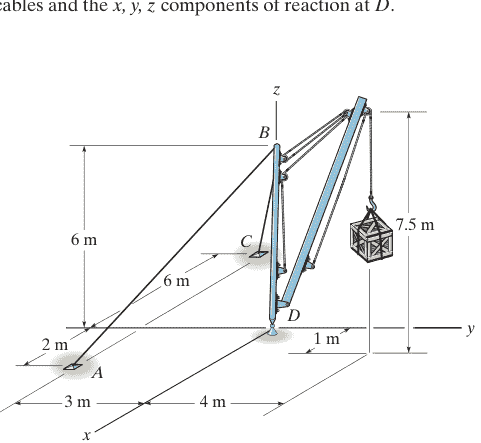 cables and the x, y, z components of reaction at D.
z
B
C
7.5 m
6 m
6 m
D
y
1 m
2 m
A
3 m
4 m
x